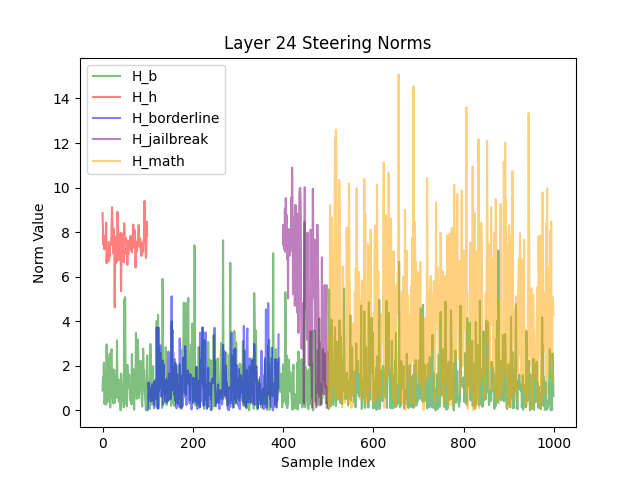 Layer 24 Steering Norms
H_b
H_h
H_borderline
H_jailbreak
H_math
Norm Value
14
12
10
8
6
4
2
0
0
200
400
600
800
1000
Sample Index